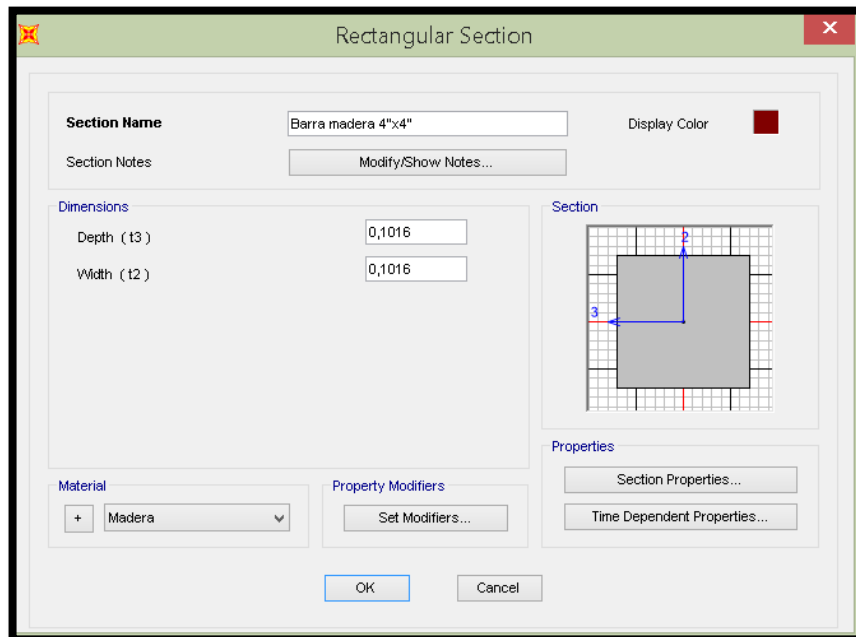 Rectangular Section
Section Name
Barra madera 4"x4"
Display Color
Section Notes
Modify/Show Notes...
Dimensions
Depth ( t3 )
0,1016
Width ( t2 )
0,1016
Section
2
3
Properties
Section Properties...
Time Dependent Properties...
Material
+
Madera
Property Modifiers
Set Modifiers...
OK
Cancel